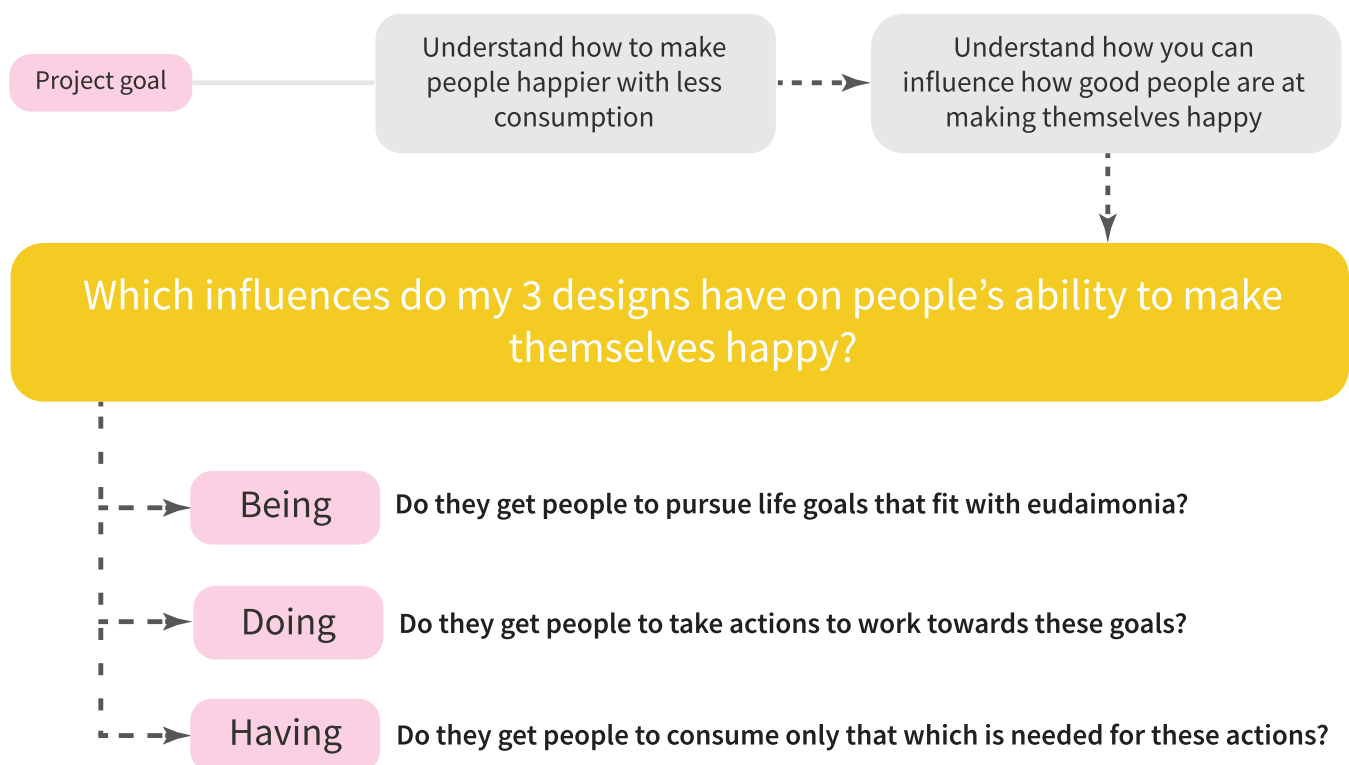 Project goal
Understand how to make
people happier with less
consumption
Understand how you can
influence how good people are at
making themselves happy
Which influences do my 3 designs have on people’s ability to make
themselves happy?
Being
Do they get people to pursue life goals that fit with eudaimonia?
Doing
Do they get people to take actions to work towards these goals?
Having
Do they get people to consume only that which is needed for these actions?